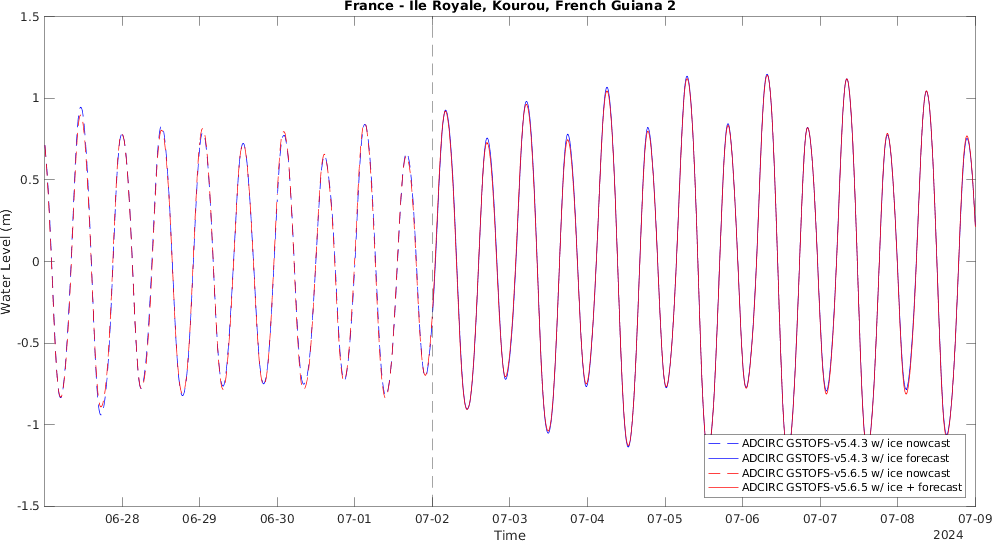 France - Ile Royale, Kourou, French Guiana 2
1.5
1
0.5
0
-0.5
-1
-1.5
Water Level (m)
ADCIRC GSTOFS-v5.4.3 w/ ice nowcast
ADCIRC GSTOFS-v5.4.3 w/ ice forecast
ADCIRC GSTOFS-v5.6.5 w/ ice nowcast
ADCIRC GSTOFS-v5.6.5 w/ ice + forecast
06-28 06-29 06-30 07-01 07-02 07-03 07-04 07-05 07-06 07-07 07-08 07-09
Time 2024